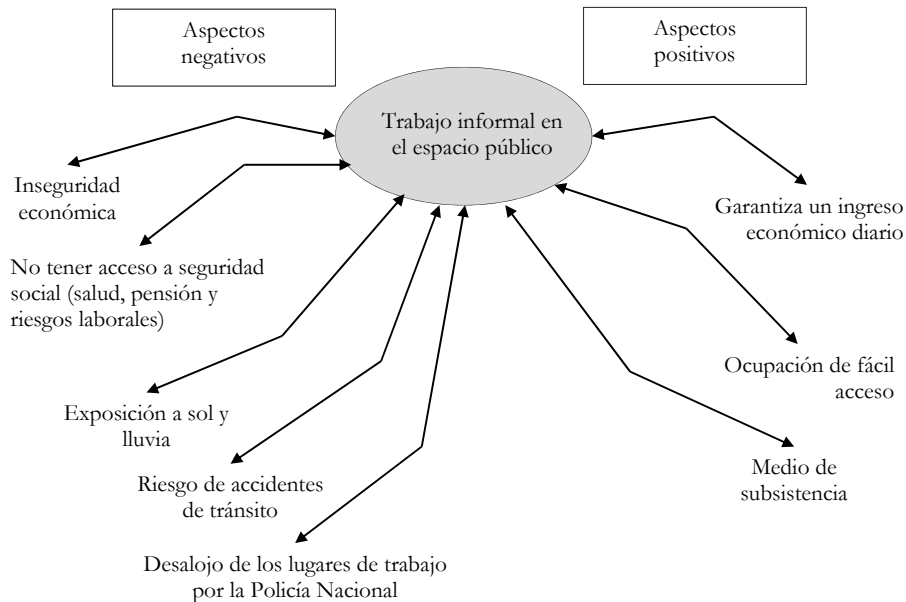 Aspectos
negativos
Aspectos
positivos
Trabajo informal en
el espacio público
Inseguridad
económica
No tener acceso a seguridad
social (salud, pensión y
riesgos laborales)
Exposición a sol y
lluvia
Riesgo de accidentes
de tránsito
Desalojo de los lugares de trabajo
por la Policía Nacional
Garantiza un ingreso
económico diario
Ocupación de fácil
acceso
Medio de
subsistencia